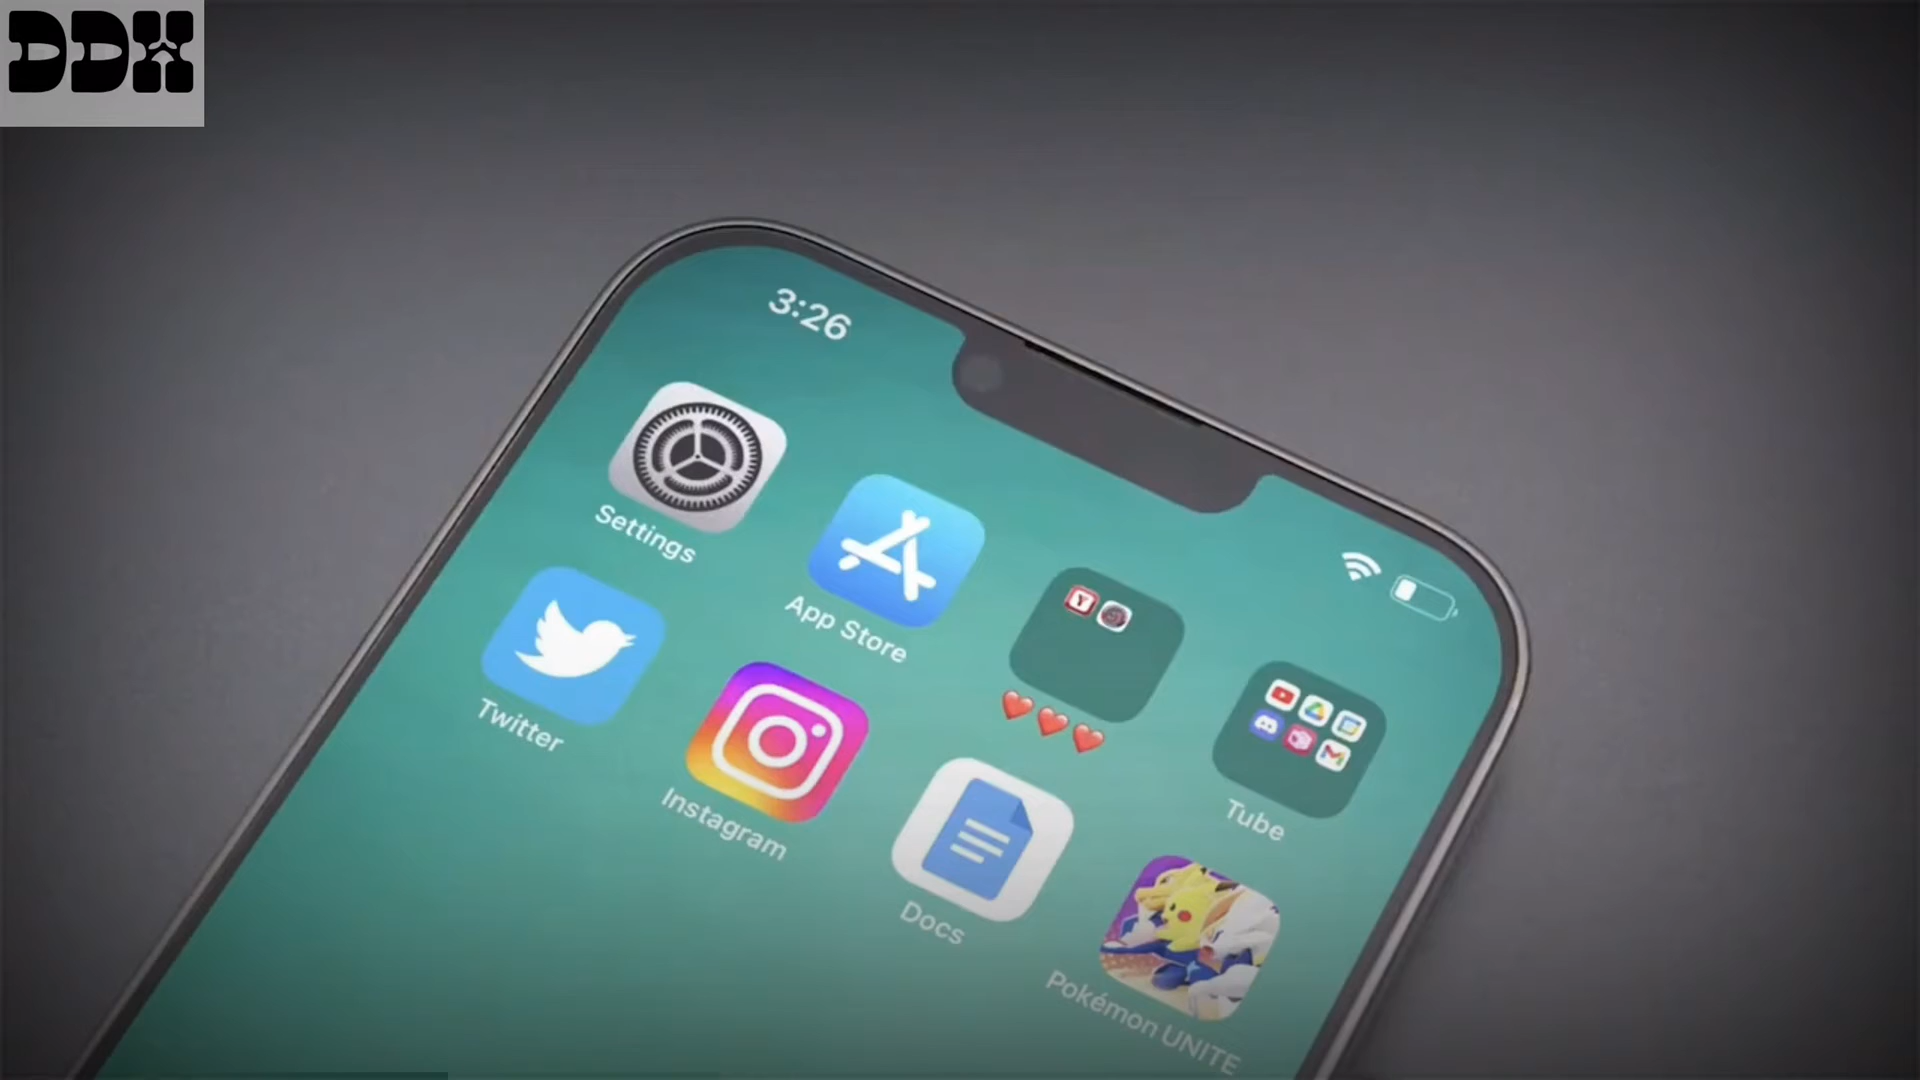 DDX
3:26
Settings
App Store
Tube
Twitter
Instagram
Docs
Pokémon UNITE